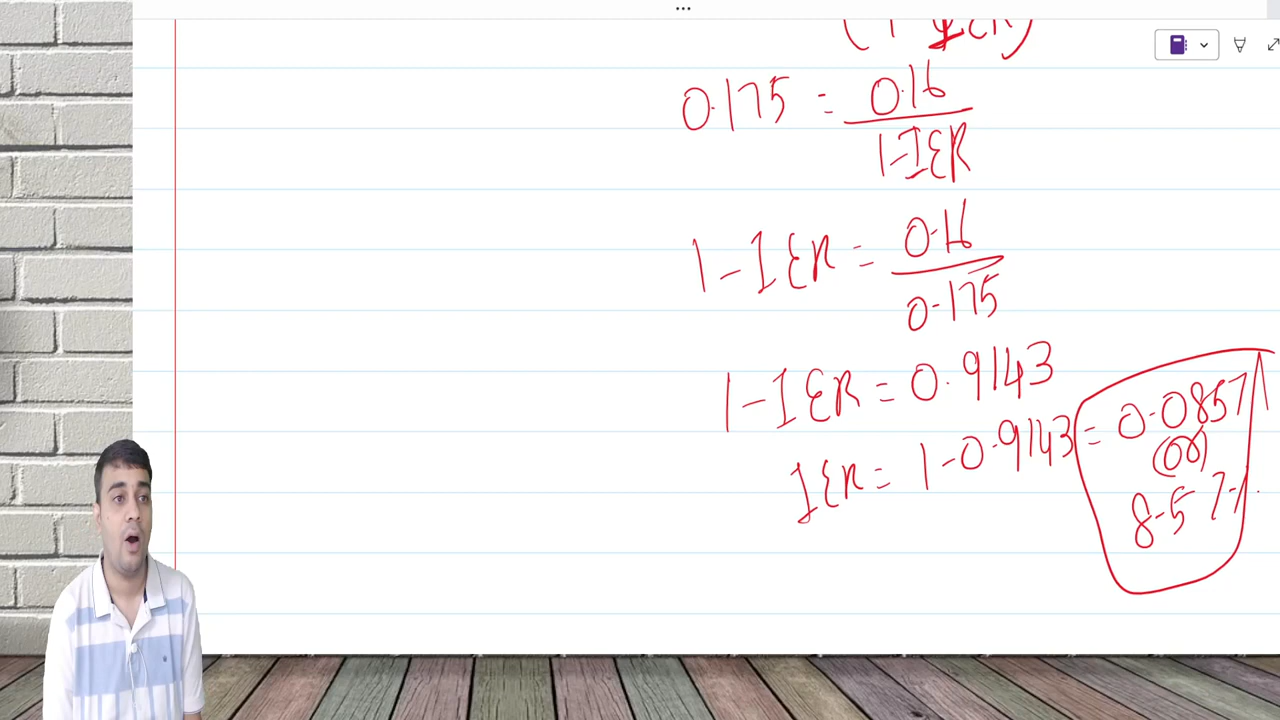 0.175 = 0.16
1-IER
1-IER = 0.16
0.175
1-IER = 0.9143
IER = 1-0.9143 = 0.0857
(or)
8.57%